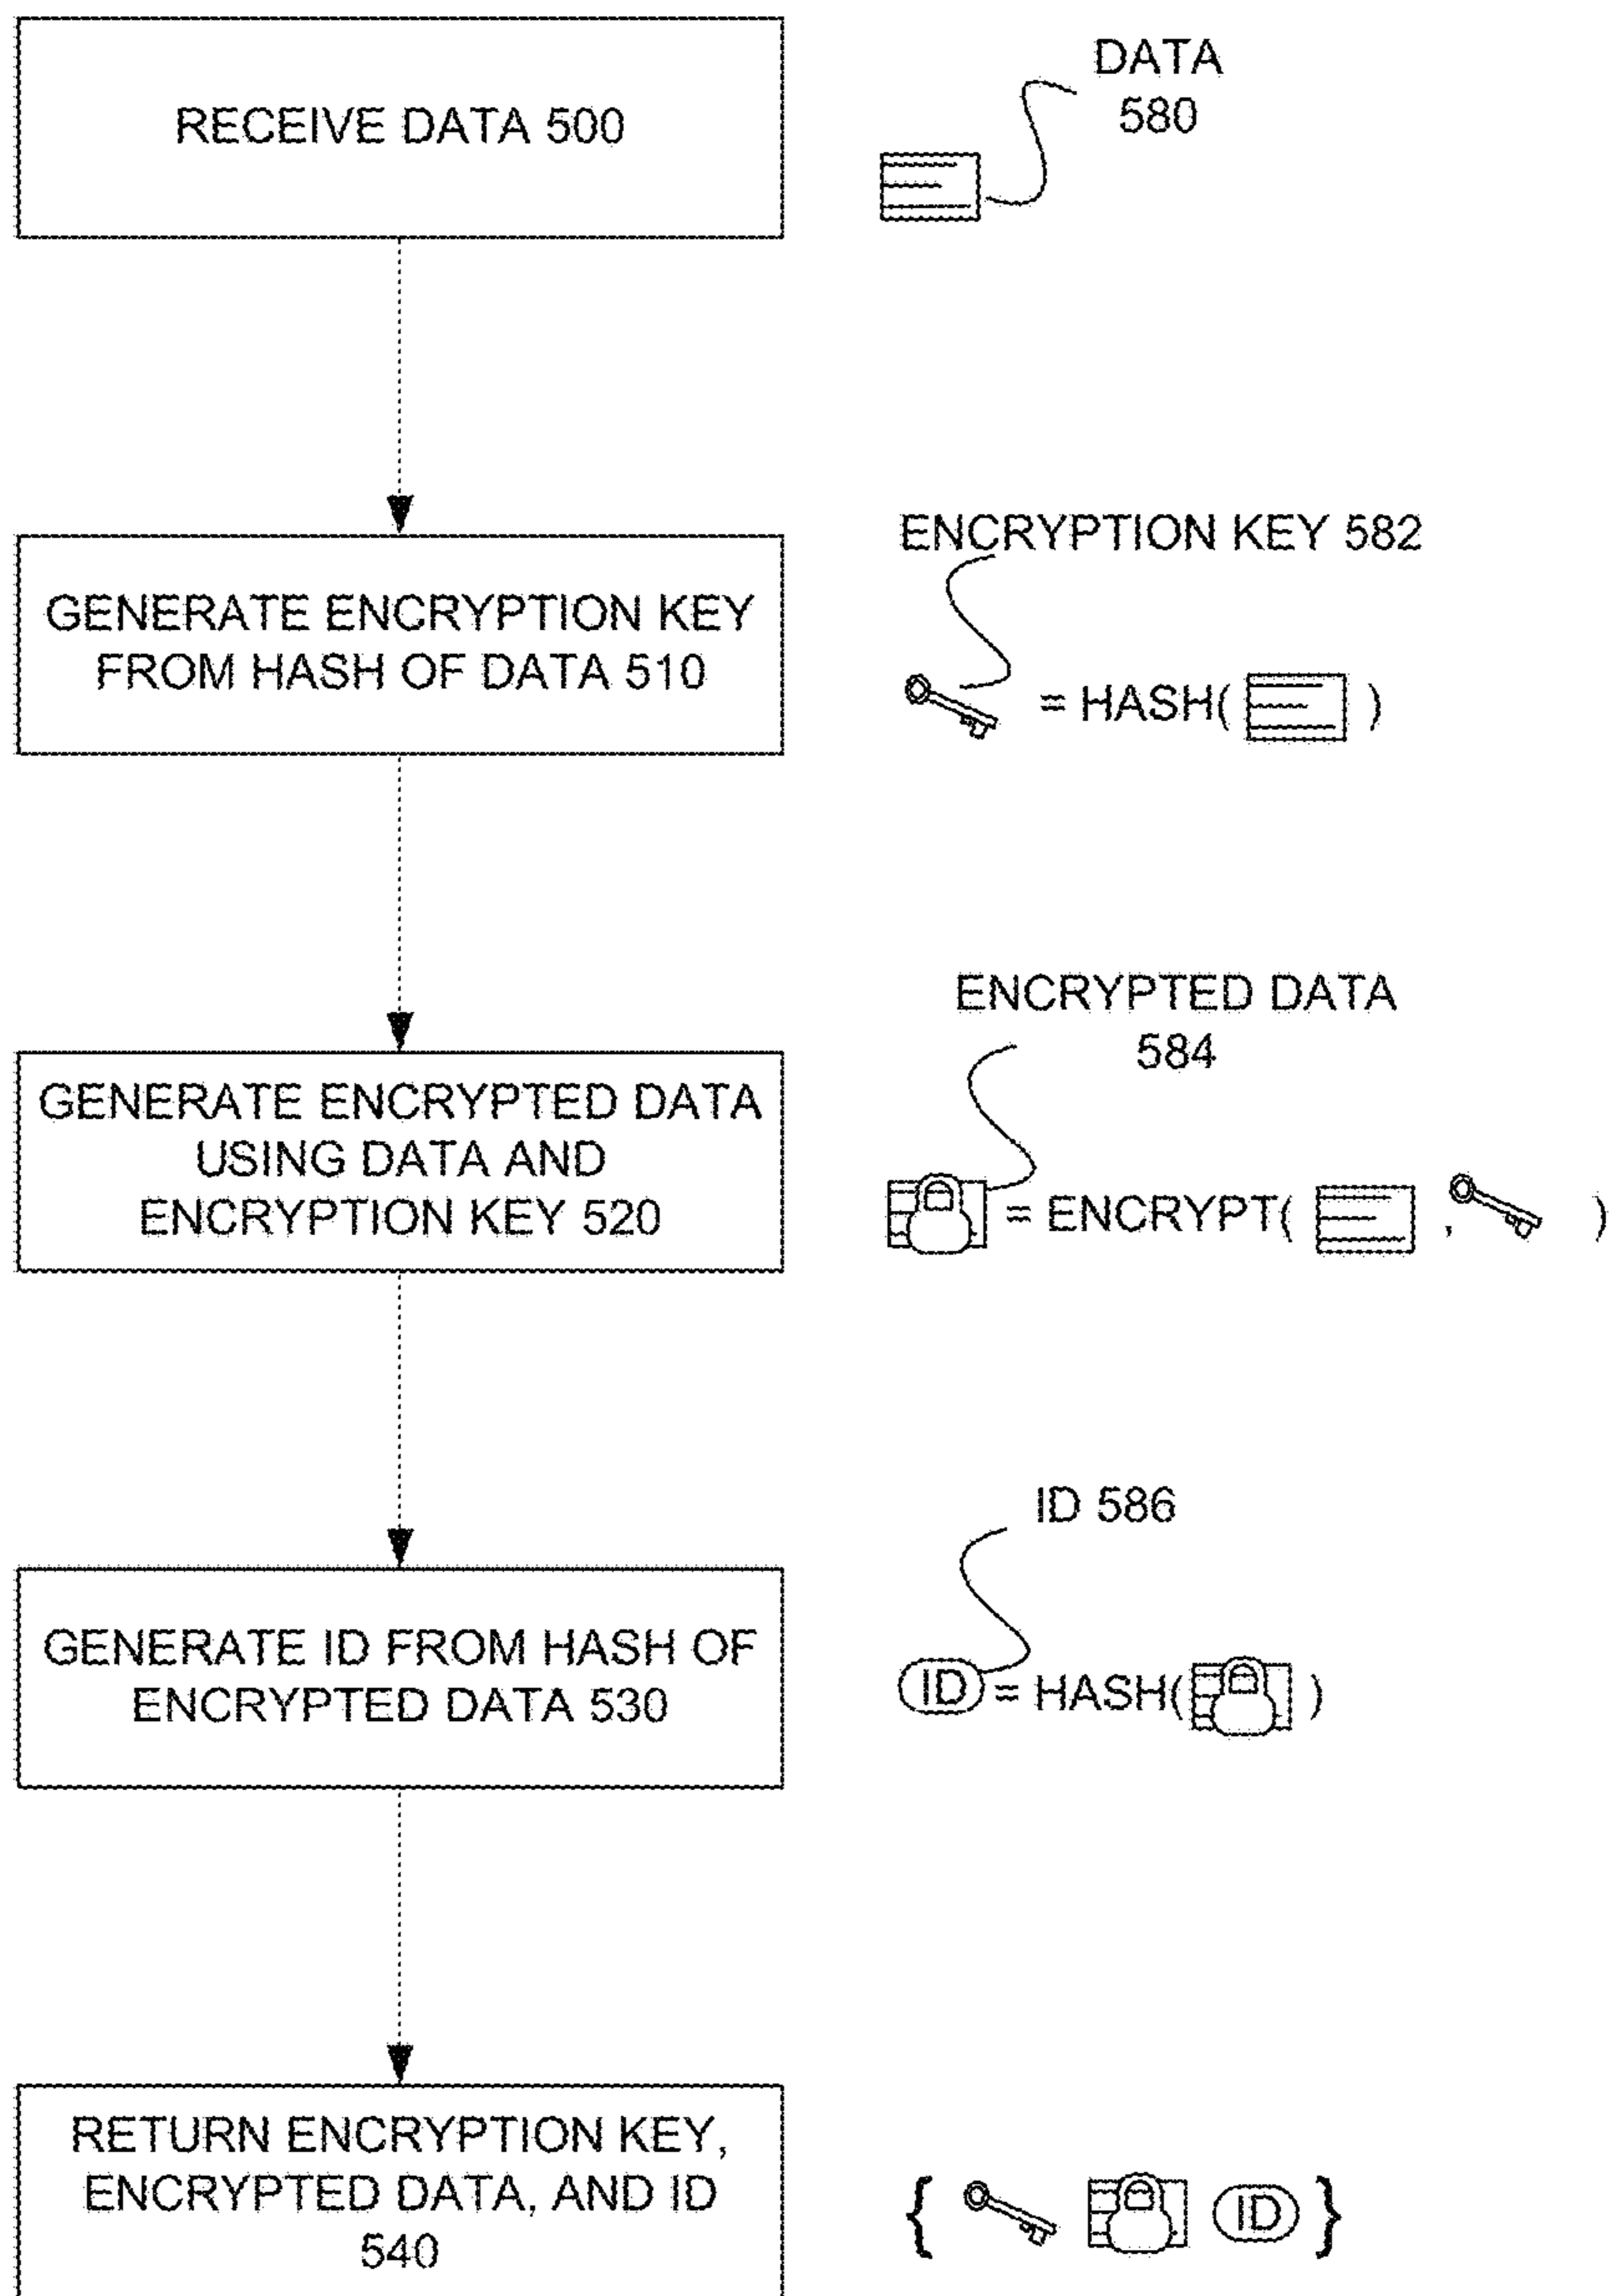 RECEIVE DATA 500
DATA
580
GENERATE ENCRYPTION KEY
FROM HASH OF DATA 510
ENCRYPTION KEY 582
= HASH( )
GENERATE ENCRYPTED DATA
USING DATA AND
ENCRYPTION KEY 520
ENCRYPTED DATA
584
= ENCRYPT( , )
GENERATE ID FROM HASH OF
ENCRYPTED DATA 530
ID 586
ID = HASH( )
RETURN ENCRYPTION KEY,
ENCRYPTED DATA, AND ID
540
{ ID }